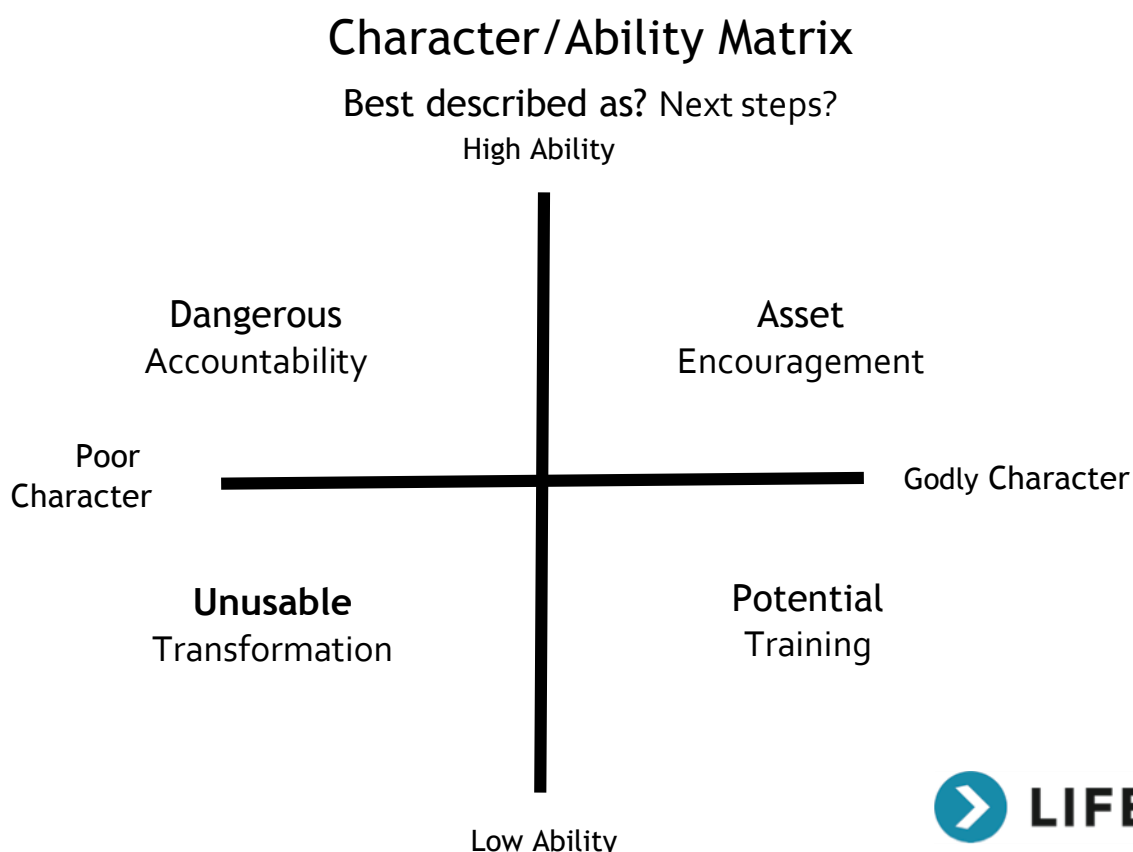 Character/Ability Matrix
Best described as? Next steps?
High Ability
Dangerous
Accountability
Asset
Encouragement
Poor
Character
Godly Character
Unusable
Transformation
Potential
Training
LIFE
Low Ability